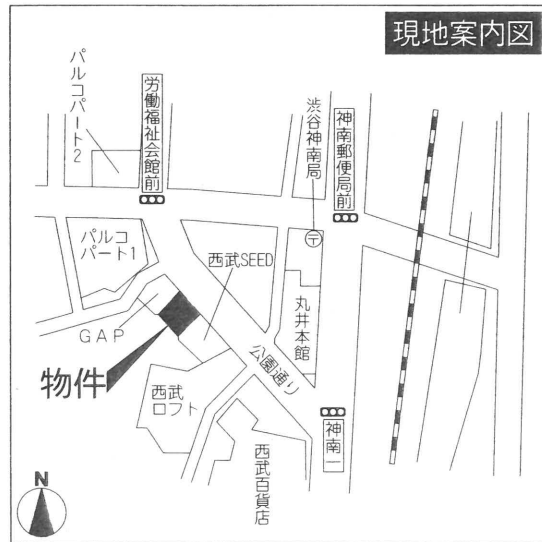 現地案内図
パルコパート2
労働福祉会館前
渋谷神南局
神南郵便局前
〒
パルコ
パート1
西武SEED
丸井本館
GAP
公園通り
物件
西武
ロフト
神南一
西武百貨店
N